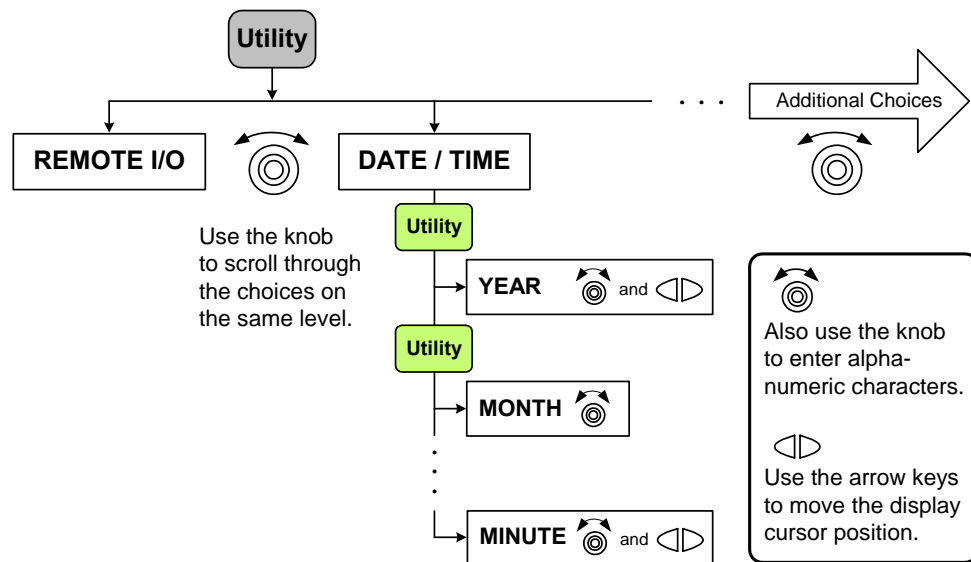 Utility
. . .
Additional Choices
REMOTE I/O
DATE / TIME
Use the knob
to scroll through
the choices on
the same level.
Utility
YEAR and
Utility
MONTH
MINUTE and
Also use the knob
to enter alpha-
numeric characters.
Use the arrow keys
to move the display
cursor position.